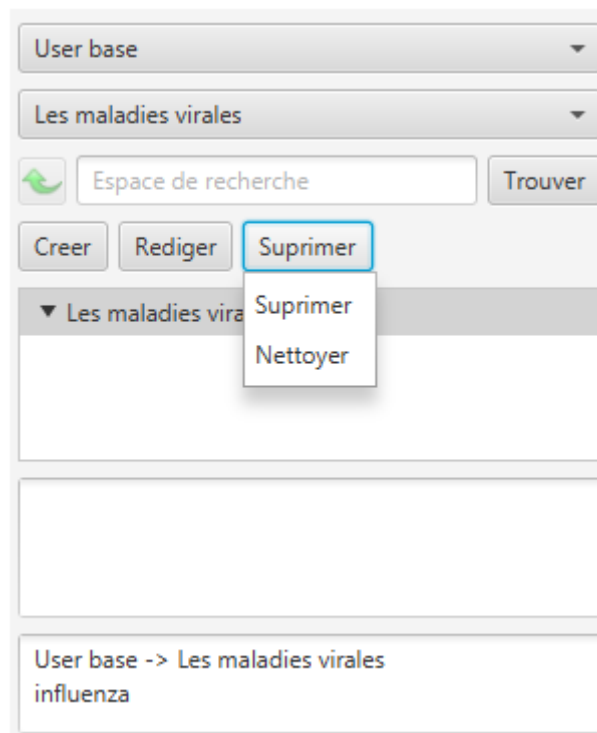 User base
Les maladies virales
Espace de recherche
Trouver
Creer
Rediger
Suprimer
Les maladies vira
Suprimer
Nettoyer
User base -> Les maladies virales
influenza